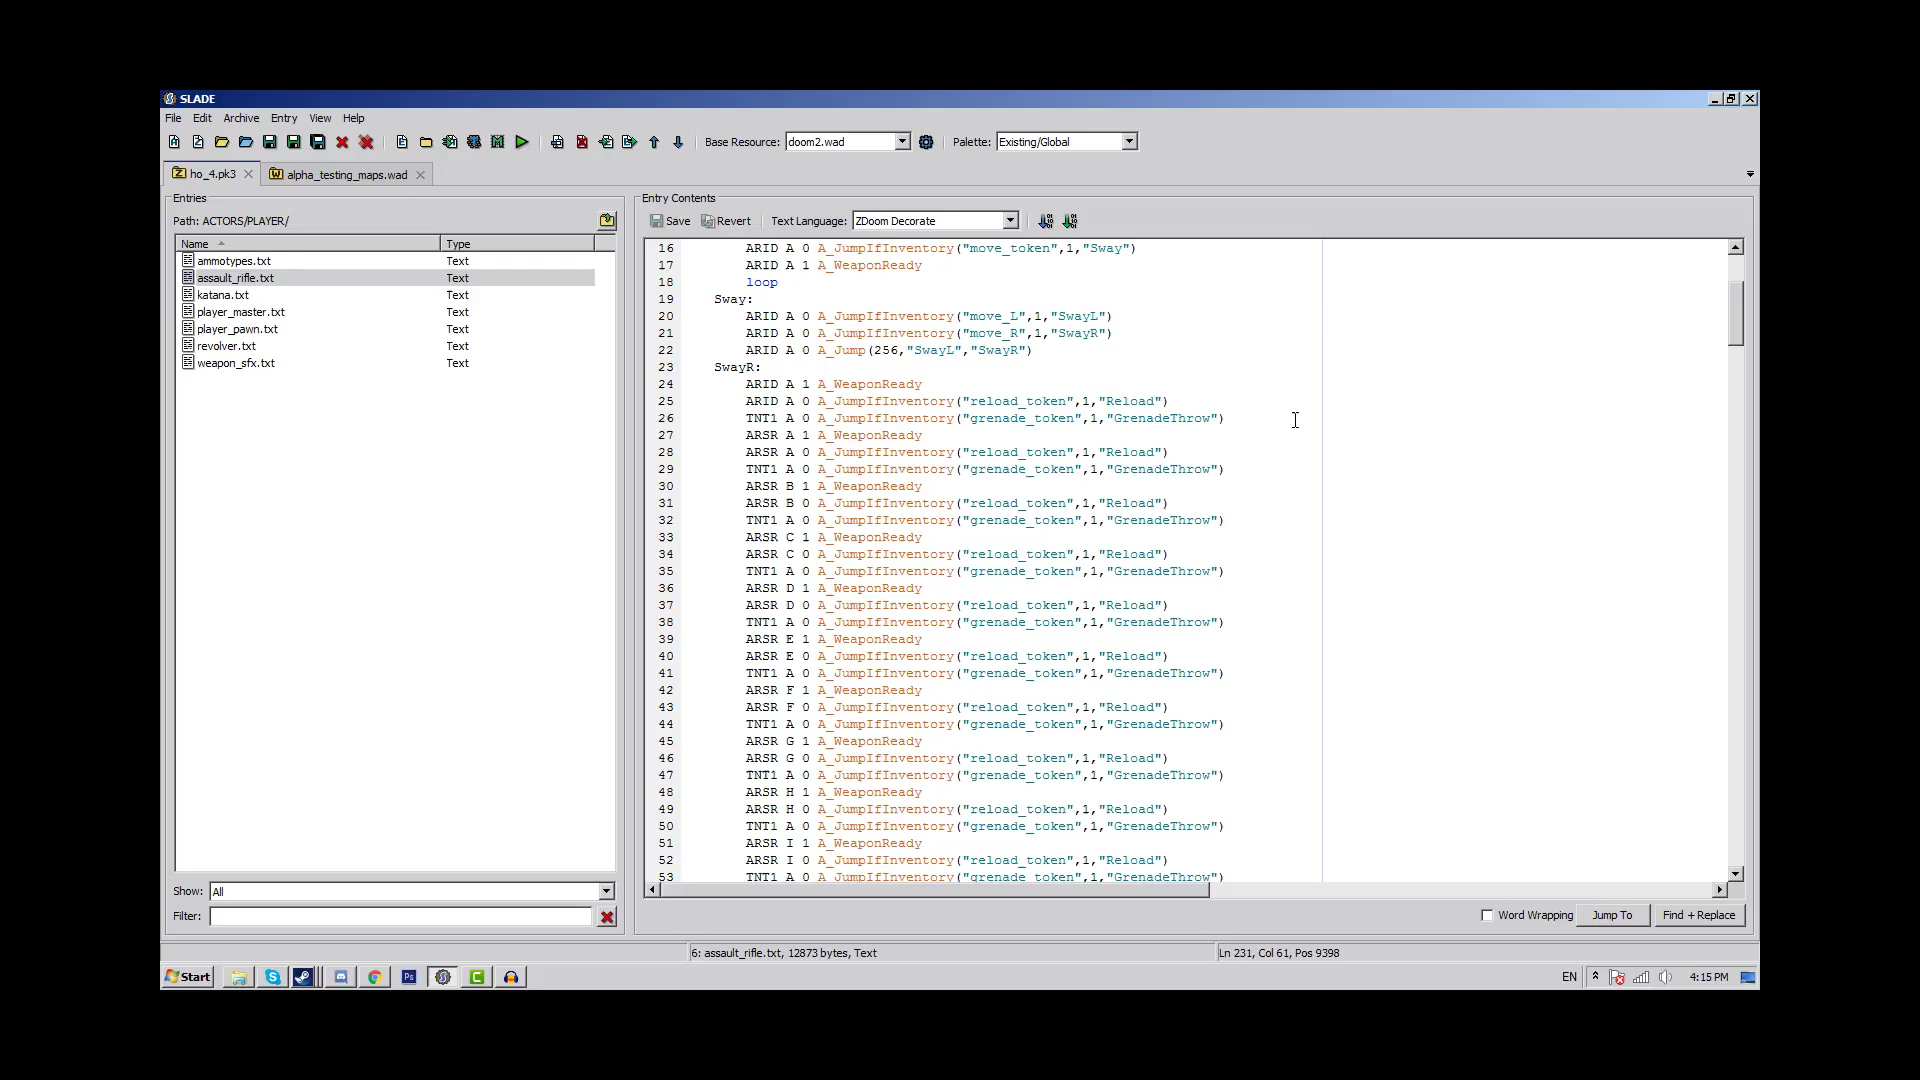 SLADE
File Edit Archive Entry View Help
Base Resource: doom2.wad Palette: Existing/Global
ho_4.pk3 alpha_testing_maps.wad
Entries
Path: ACTORS/PLAYER/
Name Type
ammotypes.txt Text
assault_rifle.txt Text
katana.txt Text
player_master.txt Text
player_pawn.txt Text
revolver.txt Text
weapon_sfx.txt Text
Show: All
Filter:
Entry Contents
Save Revert Text Language: ZDoom Decorate
16 ARID A 0 A_JumpIfInventory("move_token",1,"Sway")
17 ARID A 1 A_WeaponReady
18 loop
19 Sway:
20 ARID A 0 A_JumpIfInventory("move_L",1,"SwayL")
21 ARID A 0 A_JumpIfInventory("move_R",1,"SwayR")
22 ARID A 0 A_Jump(256,"SwayL","SwayR")
23 SwayR:
24 ARID A 1 A_WeaponReady
25 ARID A 0 A_JumpIfInventory("reload_token",1,"Reload")
26 TNT1 A 0 A_JumpIfInventory("grenade_token",1,"GrenadeThrow")
27 ARSR A 1 A_WeaponReady
28 ARSR A 0 A_JumpIfInventory("reload_token",1,"Reload")
29 TNT1 A 0 A_JumpIfInventory("grenade_token",1,"GrenadeThrow")
30 ARSR B 1 A_WeaponReady
31 ARSR B 0 A_JumpIfInventory("reload_token",1,"Reload")
32 TNT1 A 0 A_JumpIfInventory("grenade_token",1,"GrenadeThrow")
33 ARSR C 1 A_WeaponReady
34 ARSR C 0 A_JumpIfInventory("reload_token",1,"Reload")
35 TNT1 A 0 A_JumpIfInventory("grenade_token",1,"GrenadeThrow")
36 ARSR D 1 A_WeaponReady
37 ARSR D 0 A_JumpIfInventory("reload_token",1,"Reload")
38 TNT1 A 0 A_JumpIfInventory("grenade_token",1,"GrenadeThrow")
39 ARSR E 1 A_WeaponReady
40 ARSR E 0 A_JumpIfInventory("reload_token",1,"Reload")
41 TNT1 A 0 A_JumpIfInventory("grenade_token",1,"GrenadeThrow")
42 ARSR F 1 A_WeaponReady
43 ARSR F 0 A_JumpIfInventory("reload_token",1,"Reload")
44 TNT1 A 0 A_JumpIfInventory("grenade_token",1,"GrenadeThrow")
45 ARSR G 1 A_WeaponReady
46 ARSR G 0 A_JumpIfInventory("reload_token",1,"Reload")
47 TNT1 A 0 A_JumpIfInventory("grenade_token",1,"GrenadeThrow")
48 ARSR H 1 A_WeaponReady
49 ARSR H 0 A_JumpIfInventory("reload_token",1,"Reload")
50 TNT1 A 0 A_JumpIfInventory("grenade_token",1,"GrenadeThrow")
51 ARSR I 1 A_WeaponReady
52 ARSR I 0 A_JumpIfInventory("reload_token",1,"Reload")
53 TNT1 A 0 A_JumpIfInventory("grenade_token",1,"GrenadeThrow")
Word Wrapping Jump To Find + Replace
6: assault_rifle.txt, 12873 bytes, Text Ln 231, Col 61, Pos 9398
Start Ps EN 4:15 PM